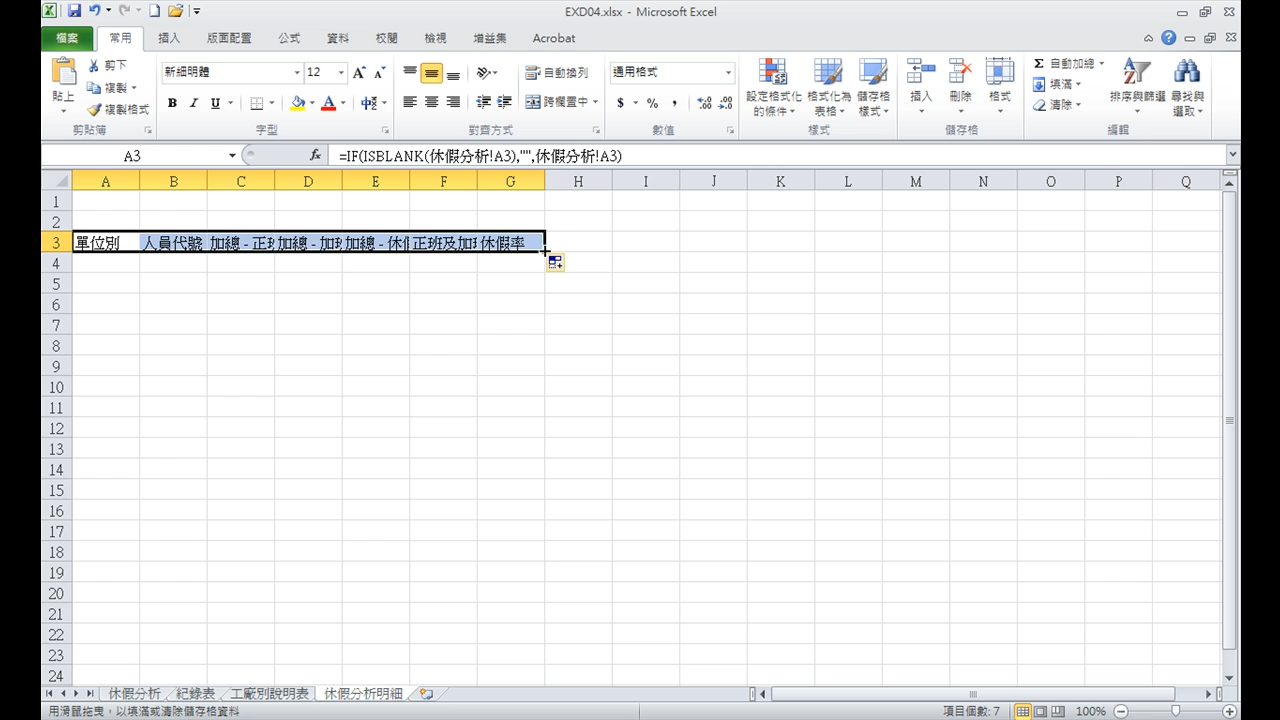 EXD04.xlsx - Microsoft Excel
檔案 常用 插入 版面配置 公式 資料 校閱 檢視 增益集 Acrobat
貼上 剪下 複製 複製格式 剪貼簿
新細明體 12 B I U 字型
自動換列 跨欄置中 對齊方式
通用格式 $ % , 數值
設定格式化的條件 格式化為表格 儲存格樣式 樣式
插入 刪除 格式 儲存格
Σ 自動加總 填滿 清除 排序與篩選 尋找與選取 編輯
A3 fx =IF(ISBLANK(休假分析!A3),"",休假分析!A3)
A B C D E F G H I J K L M N O P Q
1
2
3 單位別 人員代號 加總 - 正 加總 - 加 加總 - 休 正班及加 休假率
4
5
6
7
8
9
10
11
12
13
14
15
16
17
18
19
20
21
22
23
24
休假分析 紀錄表 工廠別說明表 休假分析明細
用滑鼠拖曳，以填滿或清除儲存格資料 項目個數: 7 100%